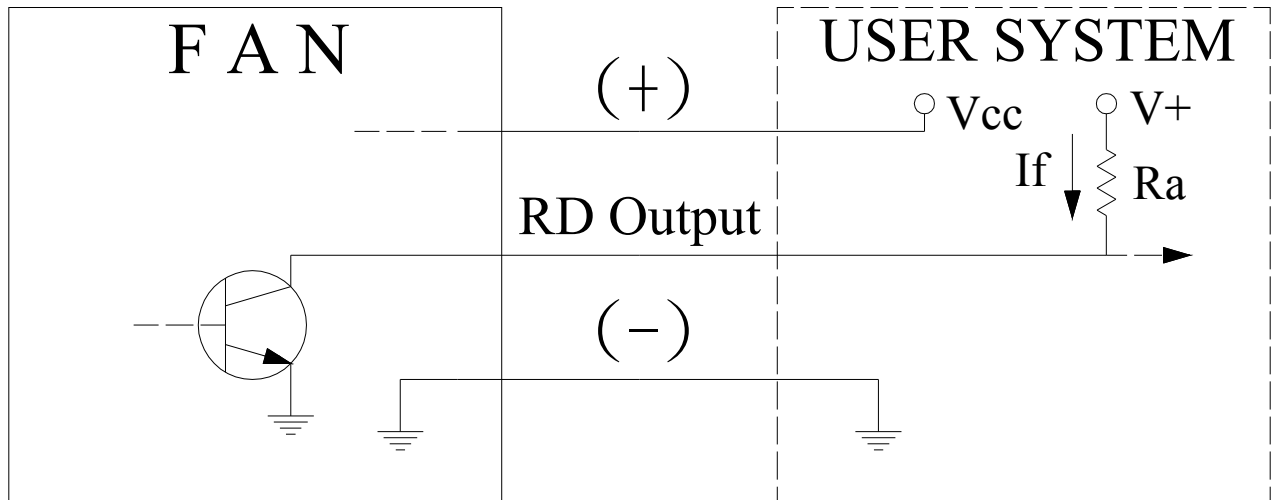 F A N
USER SYSTEM
(+)
Vcc
V+
If
Ra
RD Output
(-)